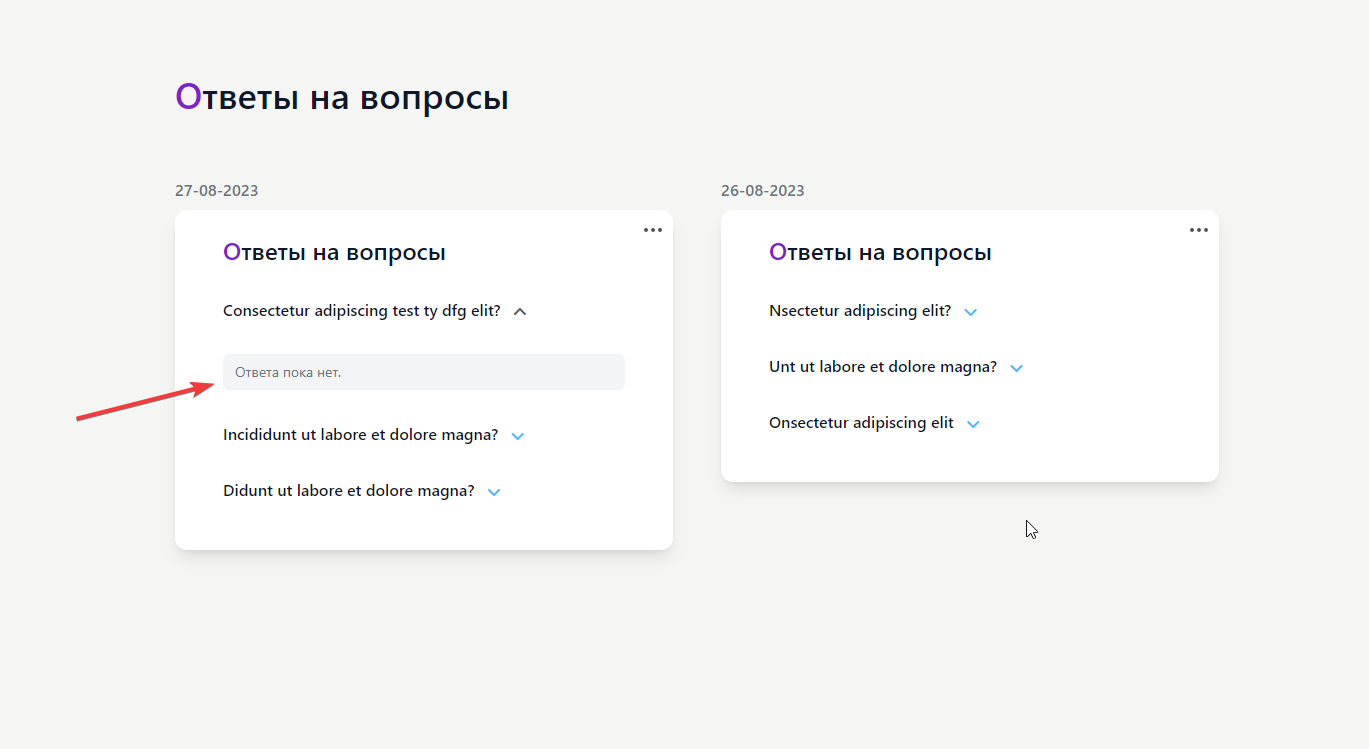 Ответы на вопросы
27-08-2023
Ответы на вопросы
Consectetur adipiscing test ty dfg elit?
Ответа пока нет.
Incididunt ut labore et dolore magna?
Didunt ut labore et dolore magna?
26-08-2023
Ответы на вопросы
Nsectetur adipiscing elit?
Unt ut labore et dolore magna?
Onsectetur adipiscing elit